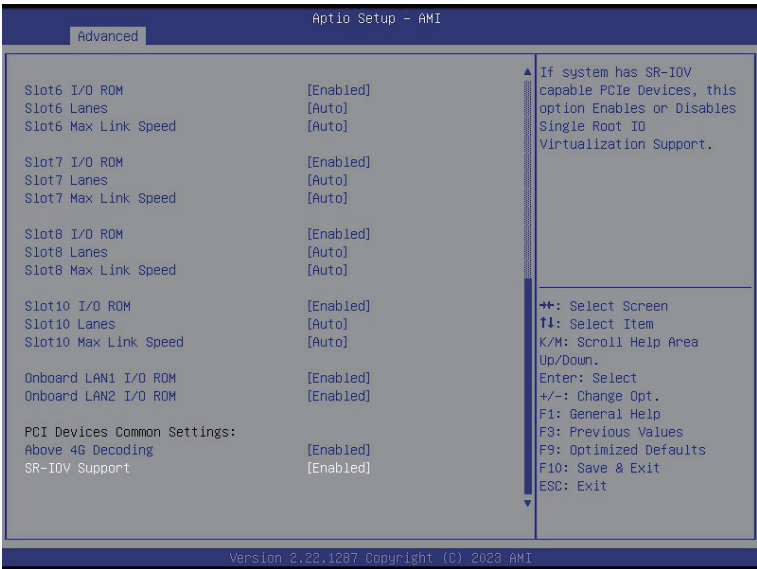 Aptio Setup – AMI
Advanced
Slot6 I/O ROM [Enabled]
Slot6 Lanes [Auto]
Slot6 Max Link Speed [Auto]
Slot7 I/O ROM [Enabled]
Slot7 Lanes [Auto]
Slot7 Max Link Speed [Auto]
Slot8 I/O ROM [Enabled]
Slot8 Lanes [Auto]
Slot8 Max Link Speed [Auto]
Slot10 I/O ROM [Enabled]
Slot10 Lanes [Auto]
Slot10 Max Link Speed [Auto]
Onboard LAN1 I/O ROM [Enabled]
Onboard LAN2 I/O ROM [Enabled]
PCI Devices Common Settings:
Above 4G Decoding [Enabled]
SR-IOV Support [Enabled]
If system has SR-IOV
capable PCIe Devices, this
option Enables or Disables
Single Root IO
Virtualization Support.
→←: Select Screen
↑↓: Select Item
K/M: Scroll Help Area
Up/Down.
Enter: Select
+/-: Change Opt.
F1: General Help
F3: Previous Values
F9: Optimized Defaults
F10: Save & Exit
ESC: Exit
Version 2.22.1287 Copyright (C) 2023 AMI